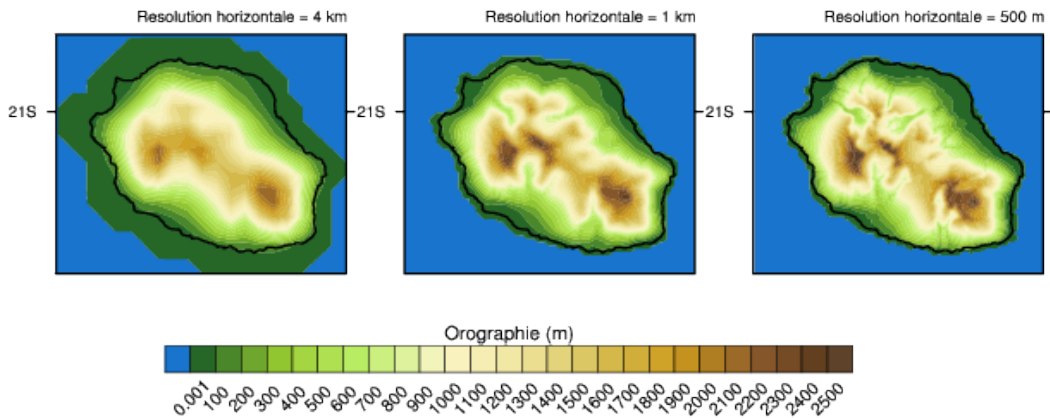 Resolution horizontale = 4 km
Resolution horizontale = 1 km
Resolution horizontale = 500 m
21S
21S
21S
Orographie (m)
0.001 100 200 300 400 500 600 700 800 900 1000 1100 1200 1300 1400 1500 1600 1700 1800 1900 2000 2100 2200 2300 2400 2500